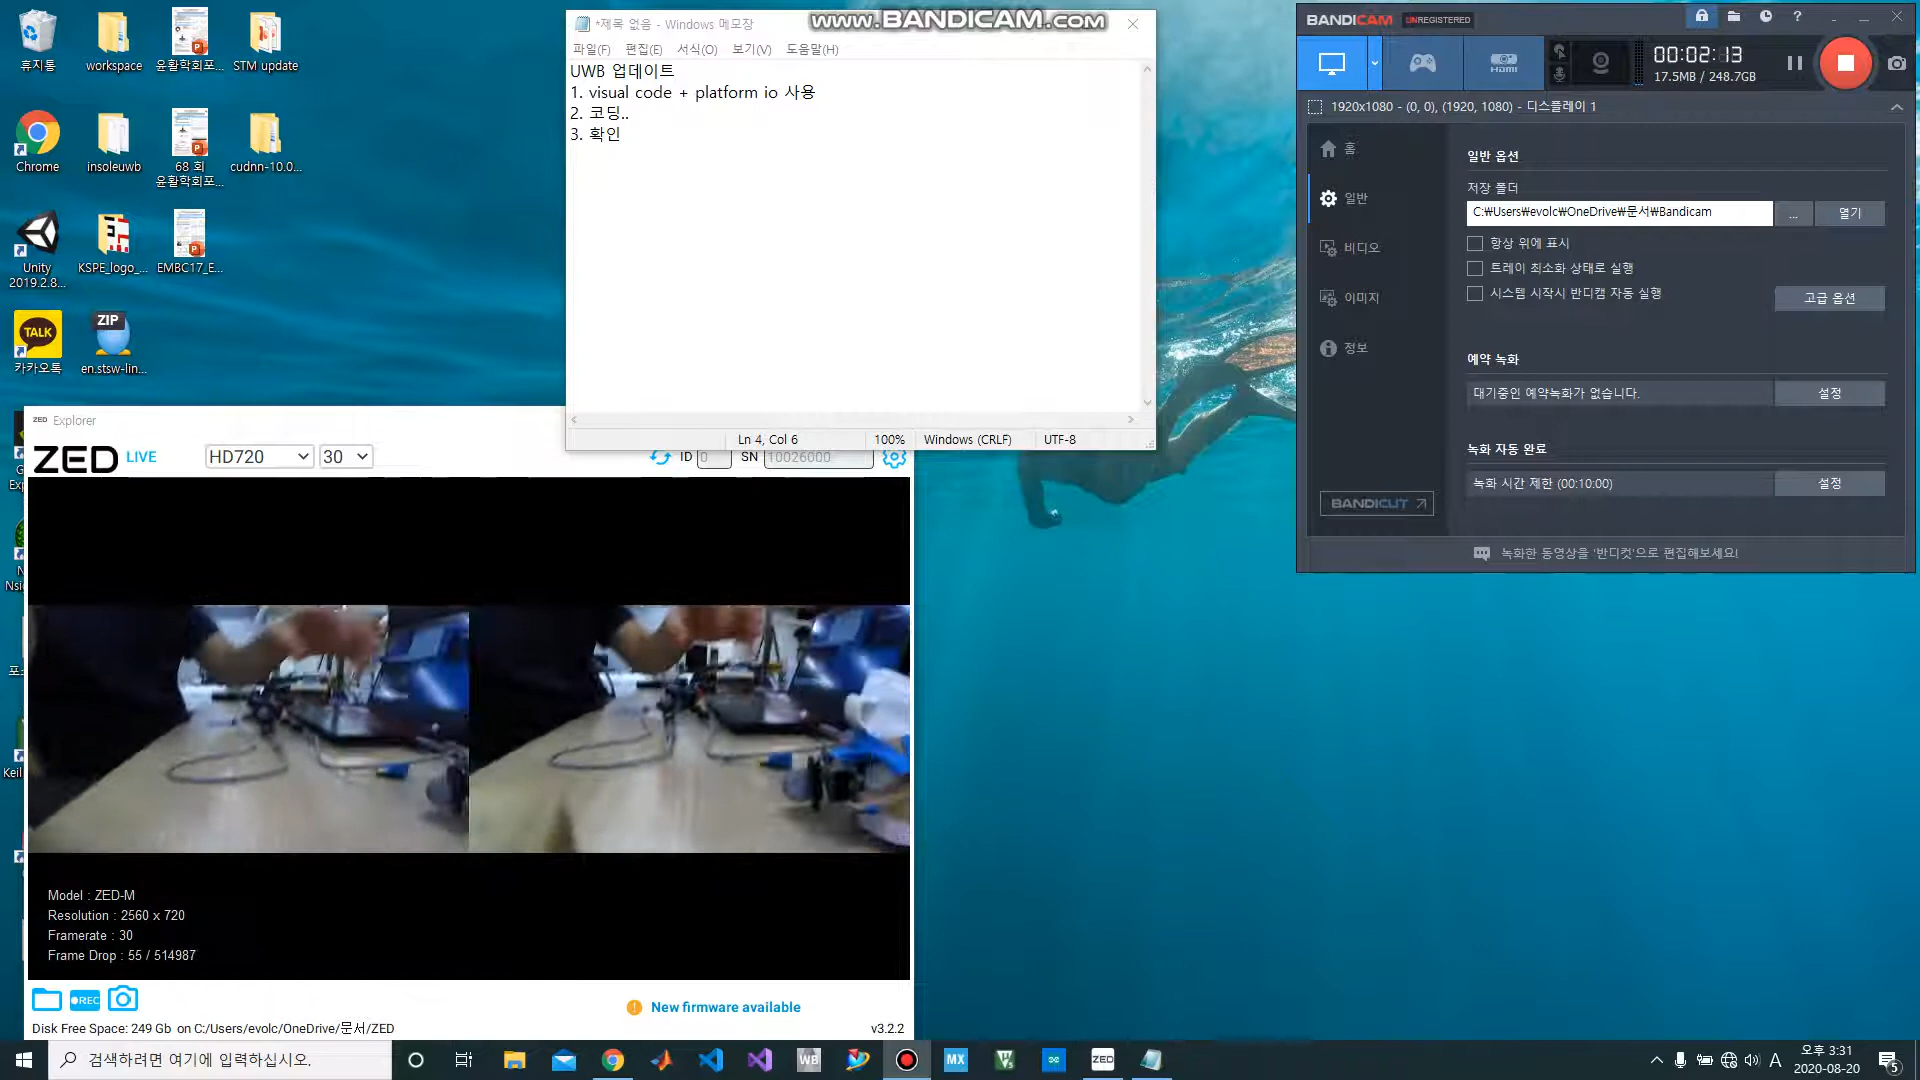 휴지통
workspace
윤활학회포...
STM update
Chrome
insoleuwb
68 회
윤활학회포...
cudnn-10.0...
Unity
2019.2.8...
KSPE_logo_...
EMBC17_E...
TALK
카카오톡
ZIP
en.stsw-lin...
Keil
*제목 없음 - Windows 메모장
www.BANDICAM.com
파일(F) 편집(E) 서식(O) 보기(V) 도움말(H)
UWB 업데이트
1. visual code + platform io 사용
2. 코딩..
3. 확인
Ln 4, Col 6 100% Windows (CRLF) UTF-8
BANDICAM UNREGISTERED
HDMI
00:02:13
17.5MB / 248.7GB
1920x1080 - (0, 0), (1920, 1080) - 디스플레이 1
홈
일반
비디오
이미지
정보
BANDICUT
일반 옵션
저장 폴더
C:₩Users₩evolc₩OneDrive₩문서₩Bandicam
...
열기
항상 위에 표시
트레이 최소화 상태로 실행
시스템 시작시 반디캠 자동 실행
고급 옵션
예약 녹화
대기중인 예약녹화가 없습니다.
설정
녹화 자동 완료
녹화 시간 제한 (00:10:00)
설정
녹화한 동영상을 '반디컷'으로 편집해보세요!
ZED Explorer
ZED LIVE HD720 30 ID 0 SN 10026000
Model : ZED-M
Resolution : 2560 x 720
Framerate : 30
Frame Drop : 55 / 514987
REC
New firmware available
Disk Free Space: 249 Gb on C:/Users/evolc/OneDrive/문서/ZED
v3.2.2
검색하려면 여기에 입력하십시오.
WB
MX
ZED
A
오후 3:31
2020-08-20
5